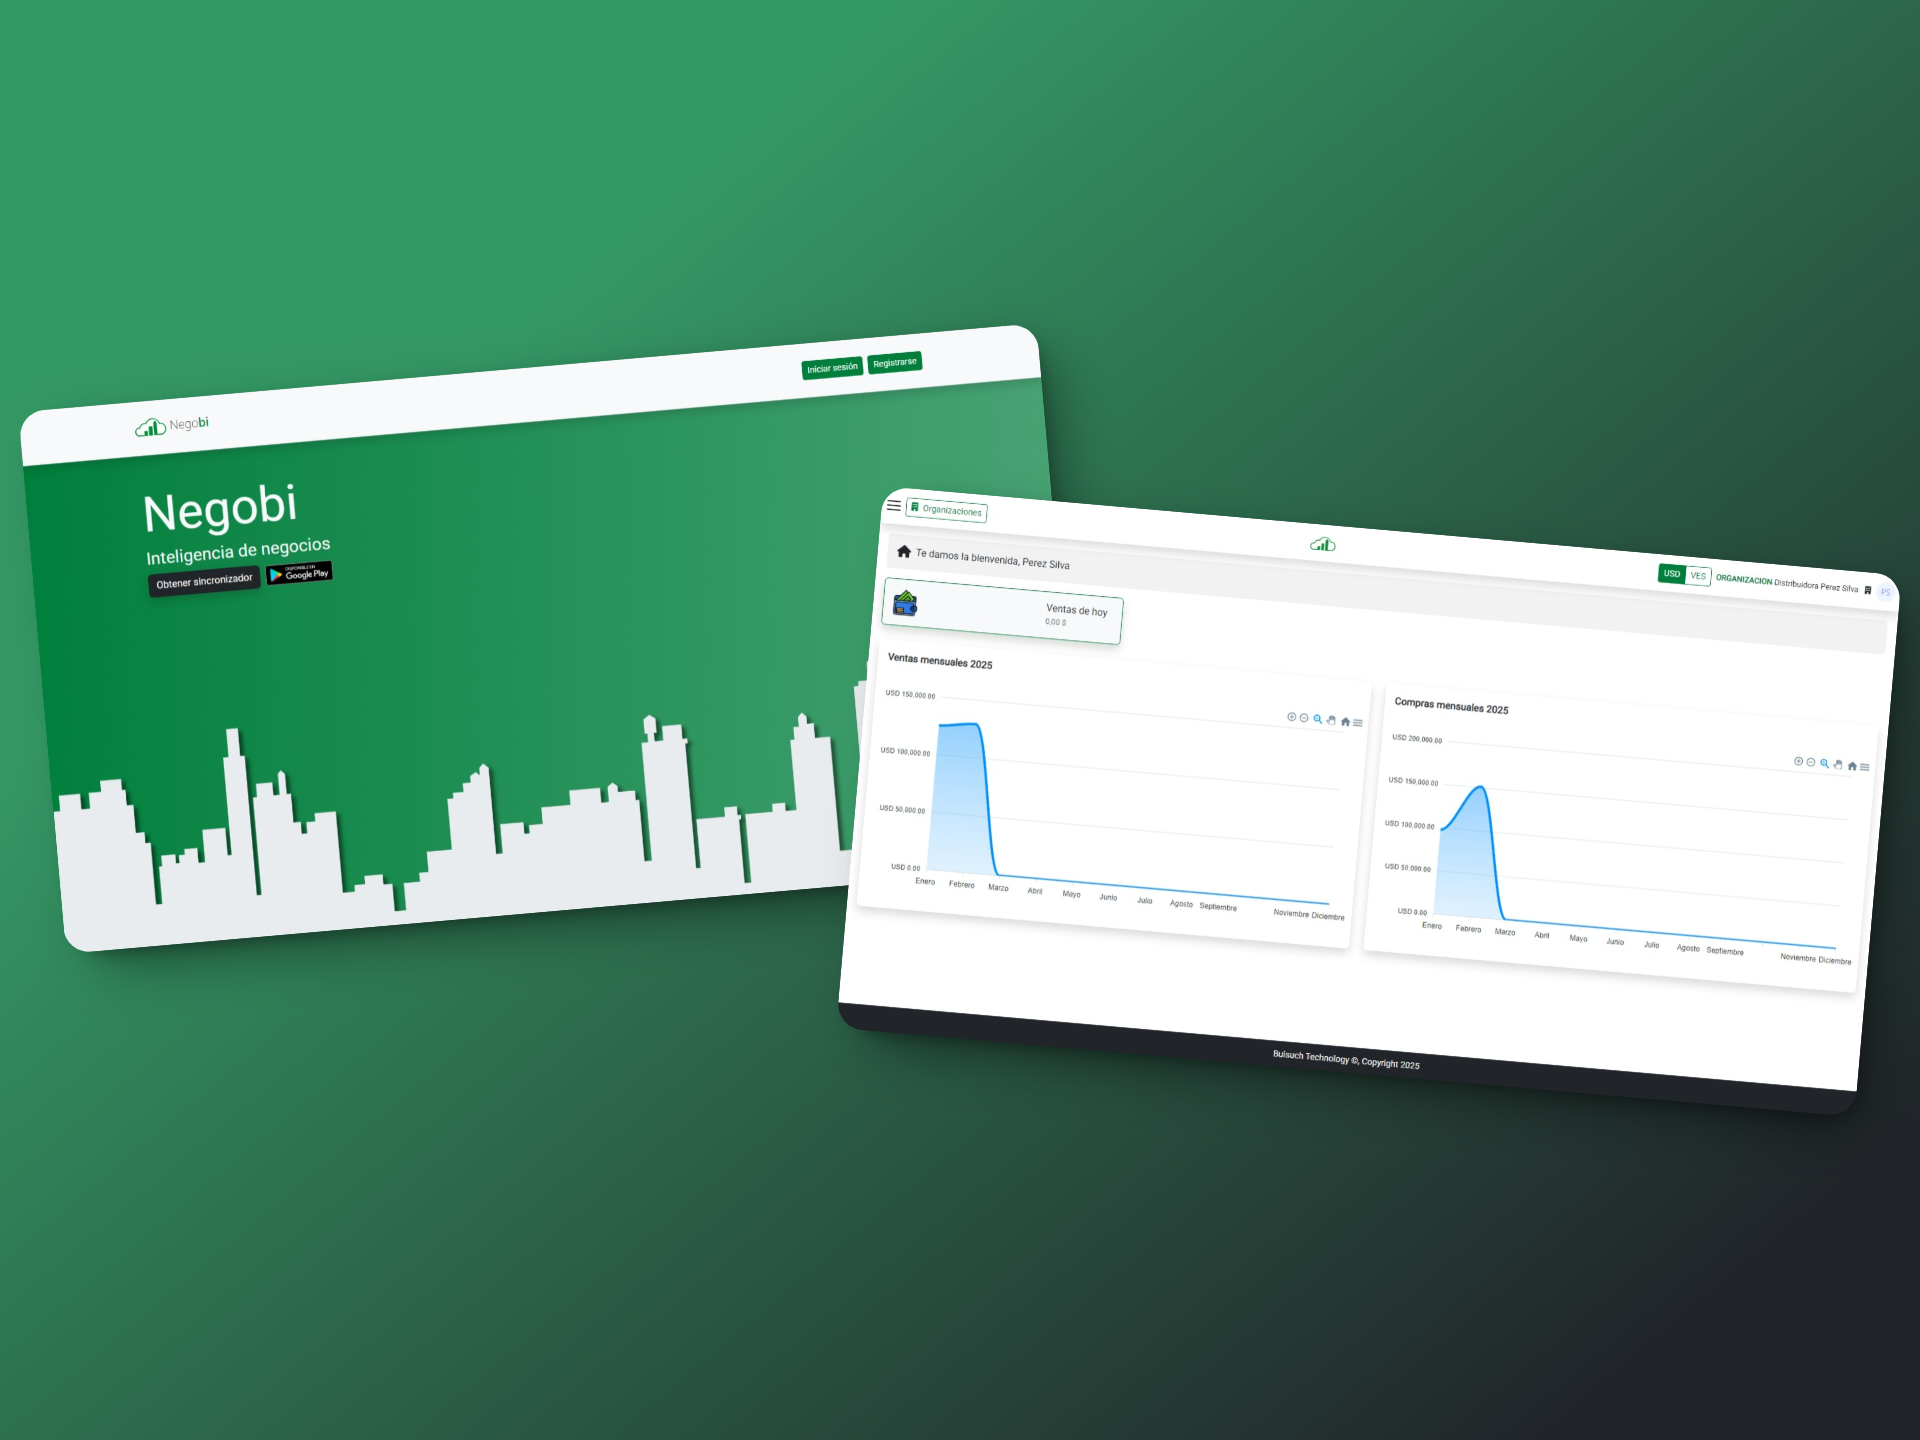 Negobi
Iniciar sesión
Registrarse
Negobi
Inteligencia de negocios
Obtener sincronizador
DISPONIBLE EN
Google Play
Organizaciones
USD
VES
ORGANIZACION Distribuidora Perez Silva
PS
Te damos la bienvenida, Perez Silva
Ventas de hoy
0,00 $
Ventas mensuales 2025
USD 150,000.00
USD 100,000.00
USD 50,000.00
USD 0.00
Enero Febrero Marzo Abril Mayo Junio Julio Agosto Septiembre Noviembre Diciembre
Compras mensuales 2025
USD 200,000.00
USD 150,000.00
USD 100,000.00
USD 50,000.00
USD 0.00
Enero Febrero Marzo Abril Mayo Junio Julio Agosto Septiembre Noviembre Diciembre
Bulsuch Technology ©, Copyright 2025